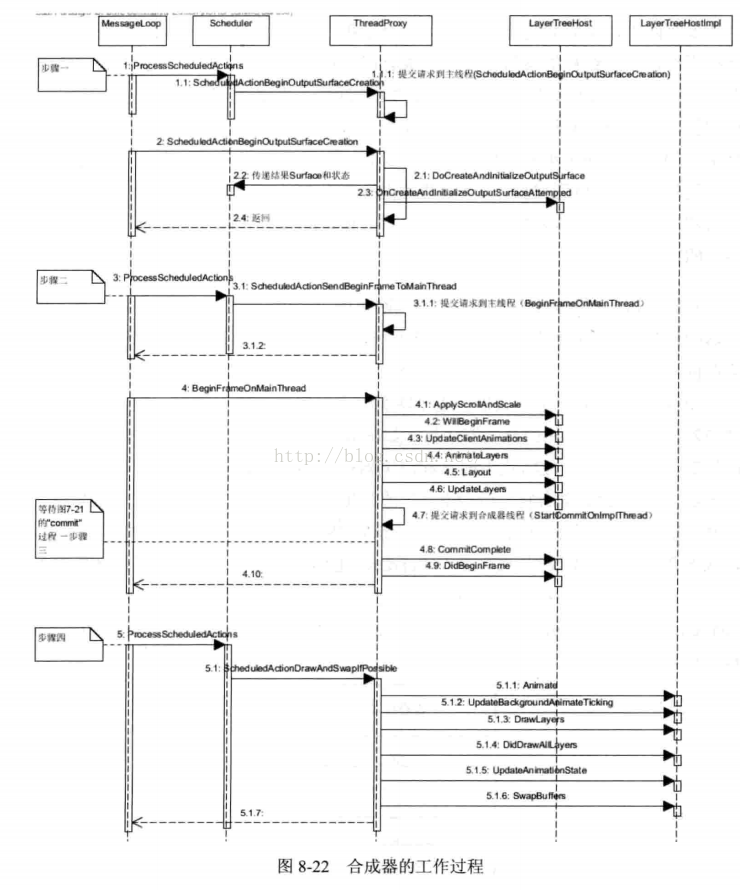 MessageLoop
Scheduler
ThreadProxy
LayerTreeHost
LayerTreeHostImpl
步骤一
1: ProcessScheduledActions
1.1: ScheduledActionBeginOutputSurfaceCreation
1.1.1: 提交请求到主线程(ScheduledActionBeginOutputSurfaceCreation)
2: ScheduledActionBeginOutputSurfaceCreation
2.1: DoCreateAndInitializeOutputSurface
2.2: 传递结果Surface和状态
2.3: OnCreateAndInitializeOutputSurfaceAttempted
2.4: 返回
步骤二
3: ProcessScheduledActions
3.1: ScheduledActionSendBeginFrameToMainThread
3.1.1: 提交请求到主线程（BeginFrameOnMainThread）
3.1.2:
4: BeginFrameOnMainThread
4.1: ApplyScrollAndScale
4.2: WillBeginFrame
4.3: UpdateClientAnimations
4.4: AnimateLayers
http://blog.csdn.net
4.5: Layout
4.6: UpdateLayers
等待图7-21
的"commit"
过程 一步骤
三
4.7: 提交请求到合成器线程（StartCommitOnImplThread）
4.8: CommitComplete
4.9: DidBeginFrame
4.10:
步骤四
5: ProcessScheduledActions
5.1: ScheduledActionDrawAndSwapIfPossible
5.1.1: Animate
5.1.2: UpdateBackgroundAnimateTicking
5.1.3: DrawLayers
5.1.4: DidDrawAllLayers
5.1.5: UpdateAnimationState
5.1.6: SwapBuffers
5.1.7:
图 8-22 合成器的工作过程